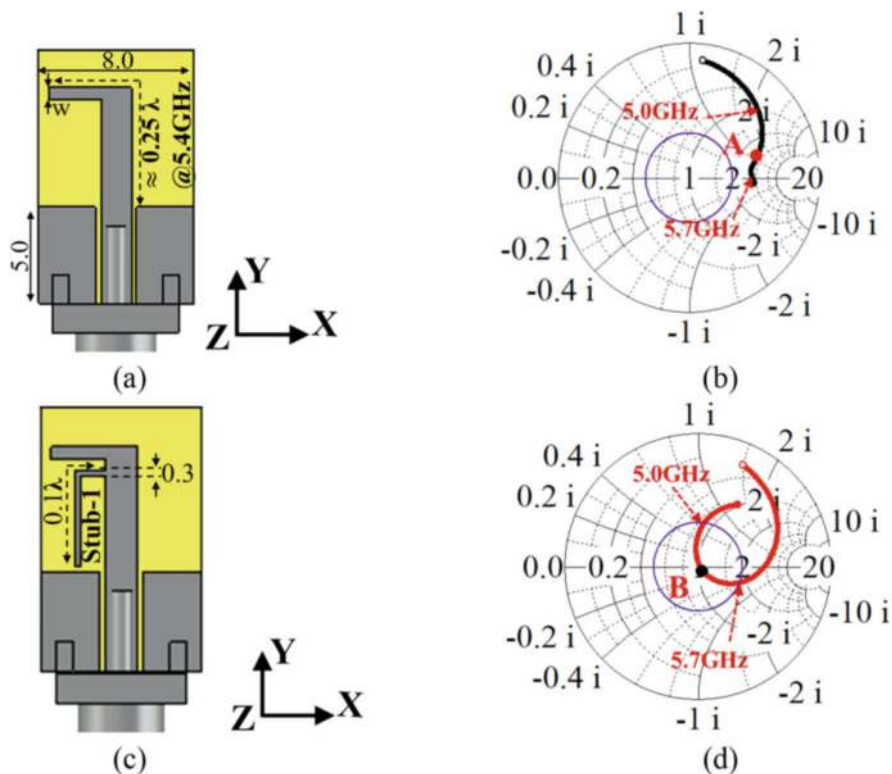 8.0
w
≈ 0.25 λ
@5.4GHz
5.0
Y
Z
X
(a)
1 i
0.4 i
2 i
0.2 i
5.0GHz
2 i
10 i
A
0.0
0.2
1
2
20
5.7GHz
-10 i
-0.2 i
-2 i
-0.4 i
-2 i
-1 i
(b)
0.1λ
Stub-1
0.3
Y
Z
X
(c)
1 i
0.4 i
2 i
5.0GHz
0.2 i
2 i
10 i
0.0
0.2
2
20
B
-10 i
-0.2 i
-2 i
5.7GHz
-0.4 i
-2 i
-1 i
(d)